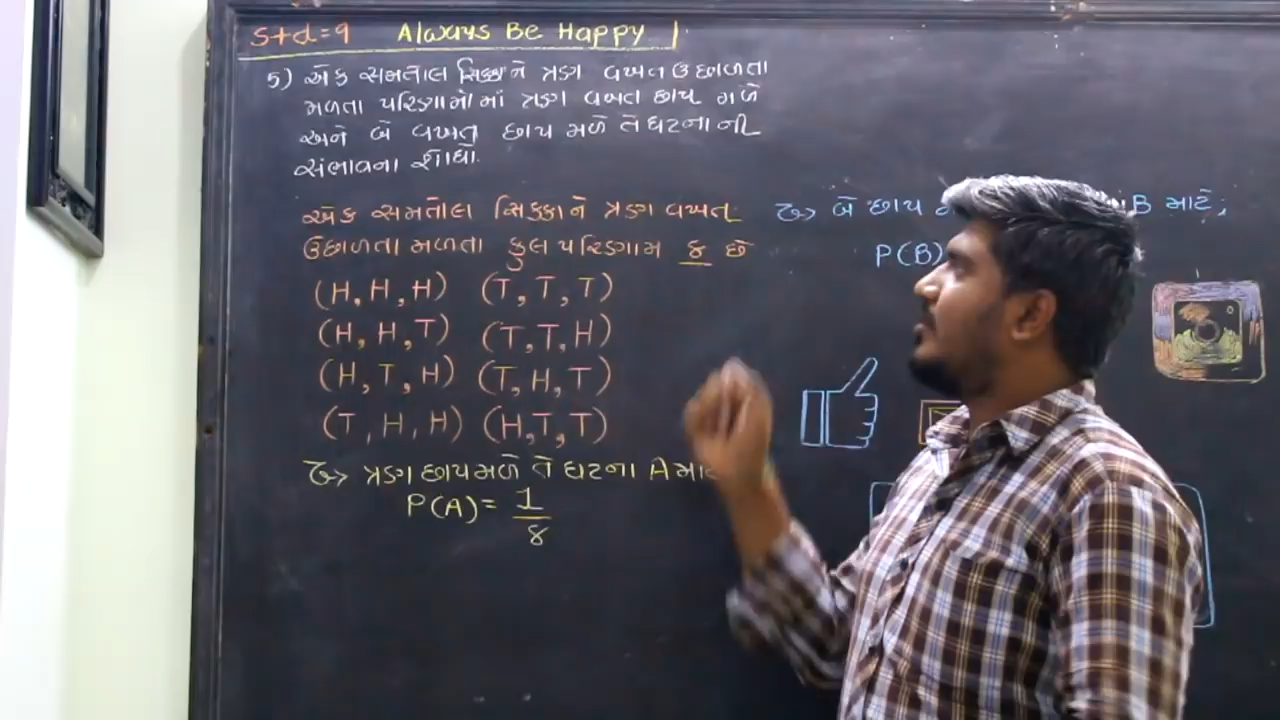 std=9 Always Be Happy !
5) એક સમતોલ સિક્કાને ત્રણ વખત ઉછાળતા
મળતા પરિણામોમાં ત્રણ વખત છાપ મળે
અને બે વખત છાપ મળે તે ઘટનાની
સંભાવના શોધો.
એક સમતોલ સિક્કાને ત્રણ વખત
ઉછાળતા મળતા કુલ પરિણામ 8 છે
(H, H, H) (T, T, T)
(H, H, T) (T, T, H)
(H, T, H) (T, H, T)
(T, H, H) (H, T, T)
ત્રણ છાપ મળે તે ઘટના A
P(A) = 1
8
બે છાપ
B માટે;
P(B)